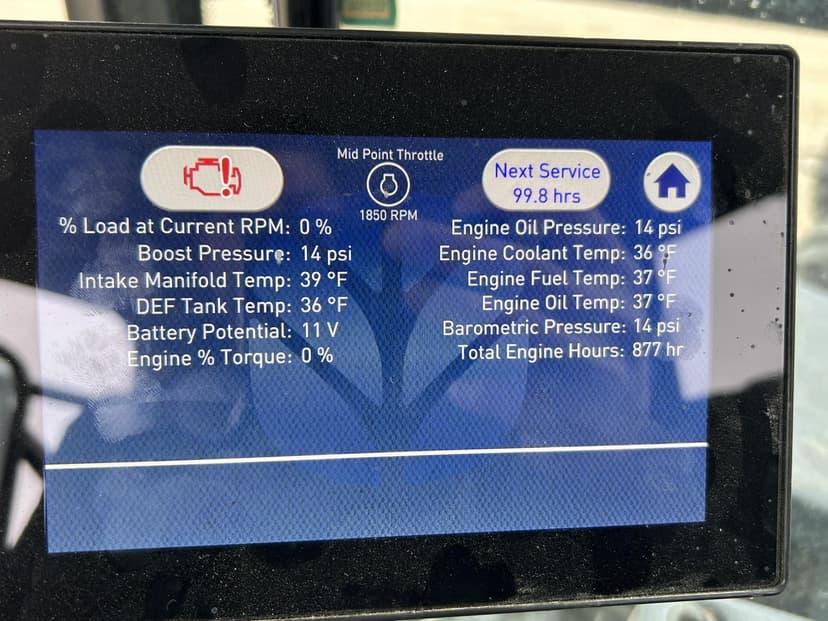 Mid Point Throttle
1850 RPM
Next Service
99.8 hrs
% Load at Current RPM: 0 %
Boost Pressure: 14 psi
Intake Manifold Temp: 39 °F
DEF Tank Temp: 36 °F
Battery Potential: 11 V
Engine % Torque: 0 %
Engine Oil Pressure: 14 psi
Engine Coolant Temp: 36 °F
Engine Fuel Temp: 37 °F
Engine Oil Temp: 37 °F
Barometric Pressure: 14 psi
Total Engine Hours: 877 hr